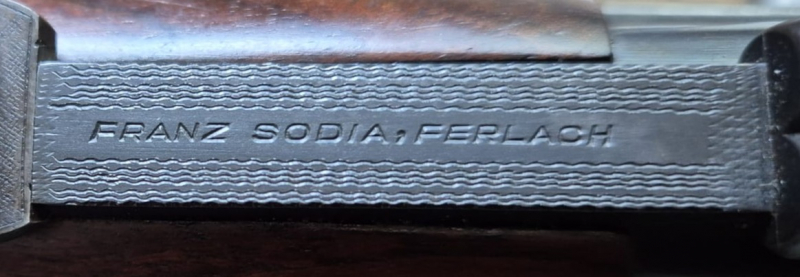 FRANZ SODIA, FERLACH